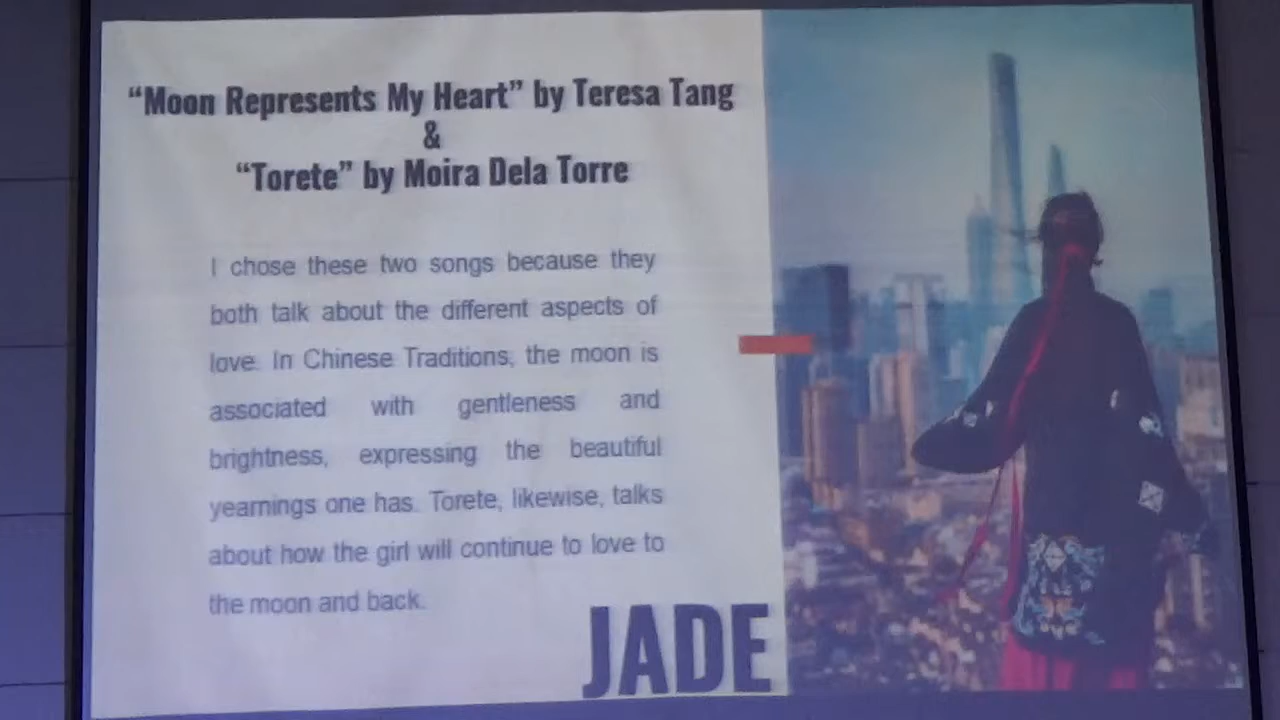 “Moon Represents My Heart” by Teresa Tang
&
“Torete” by Moira Dela Torre
I chose these two songs because they
both talk about the different aspects of
love. In Chinese Traditions, the moon is
associated with gentleness and
brightness, expressing the beautiful
yearnings one has. Torete, likewise, talks
about how the girl will continue to love to
the moon and back.
JADE